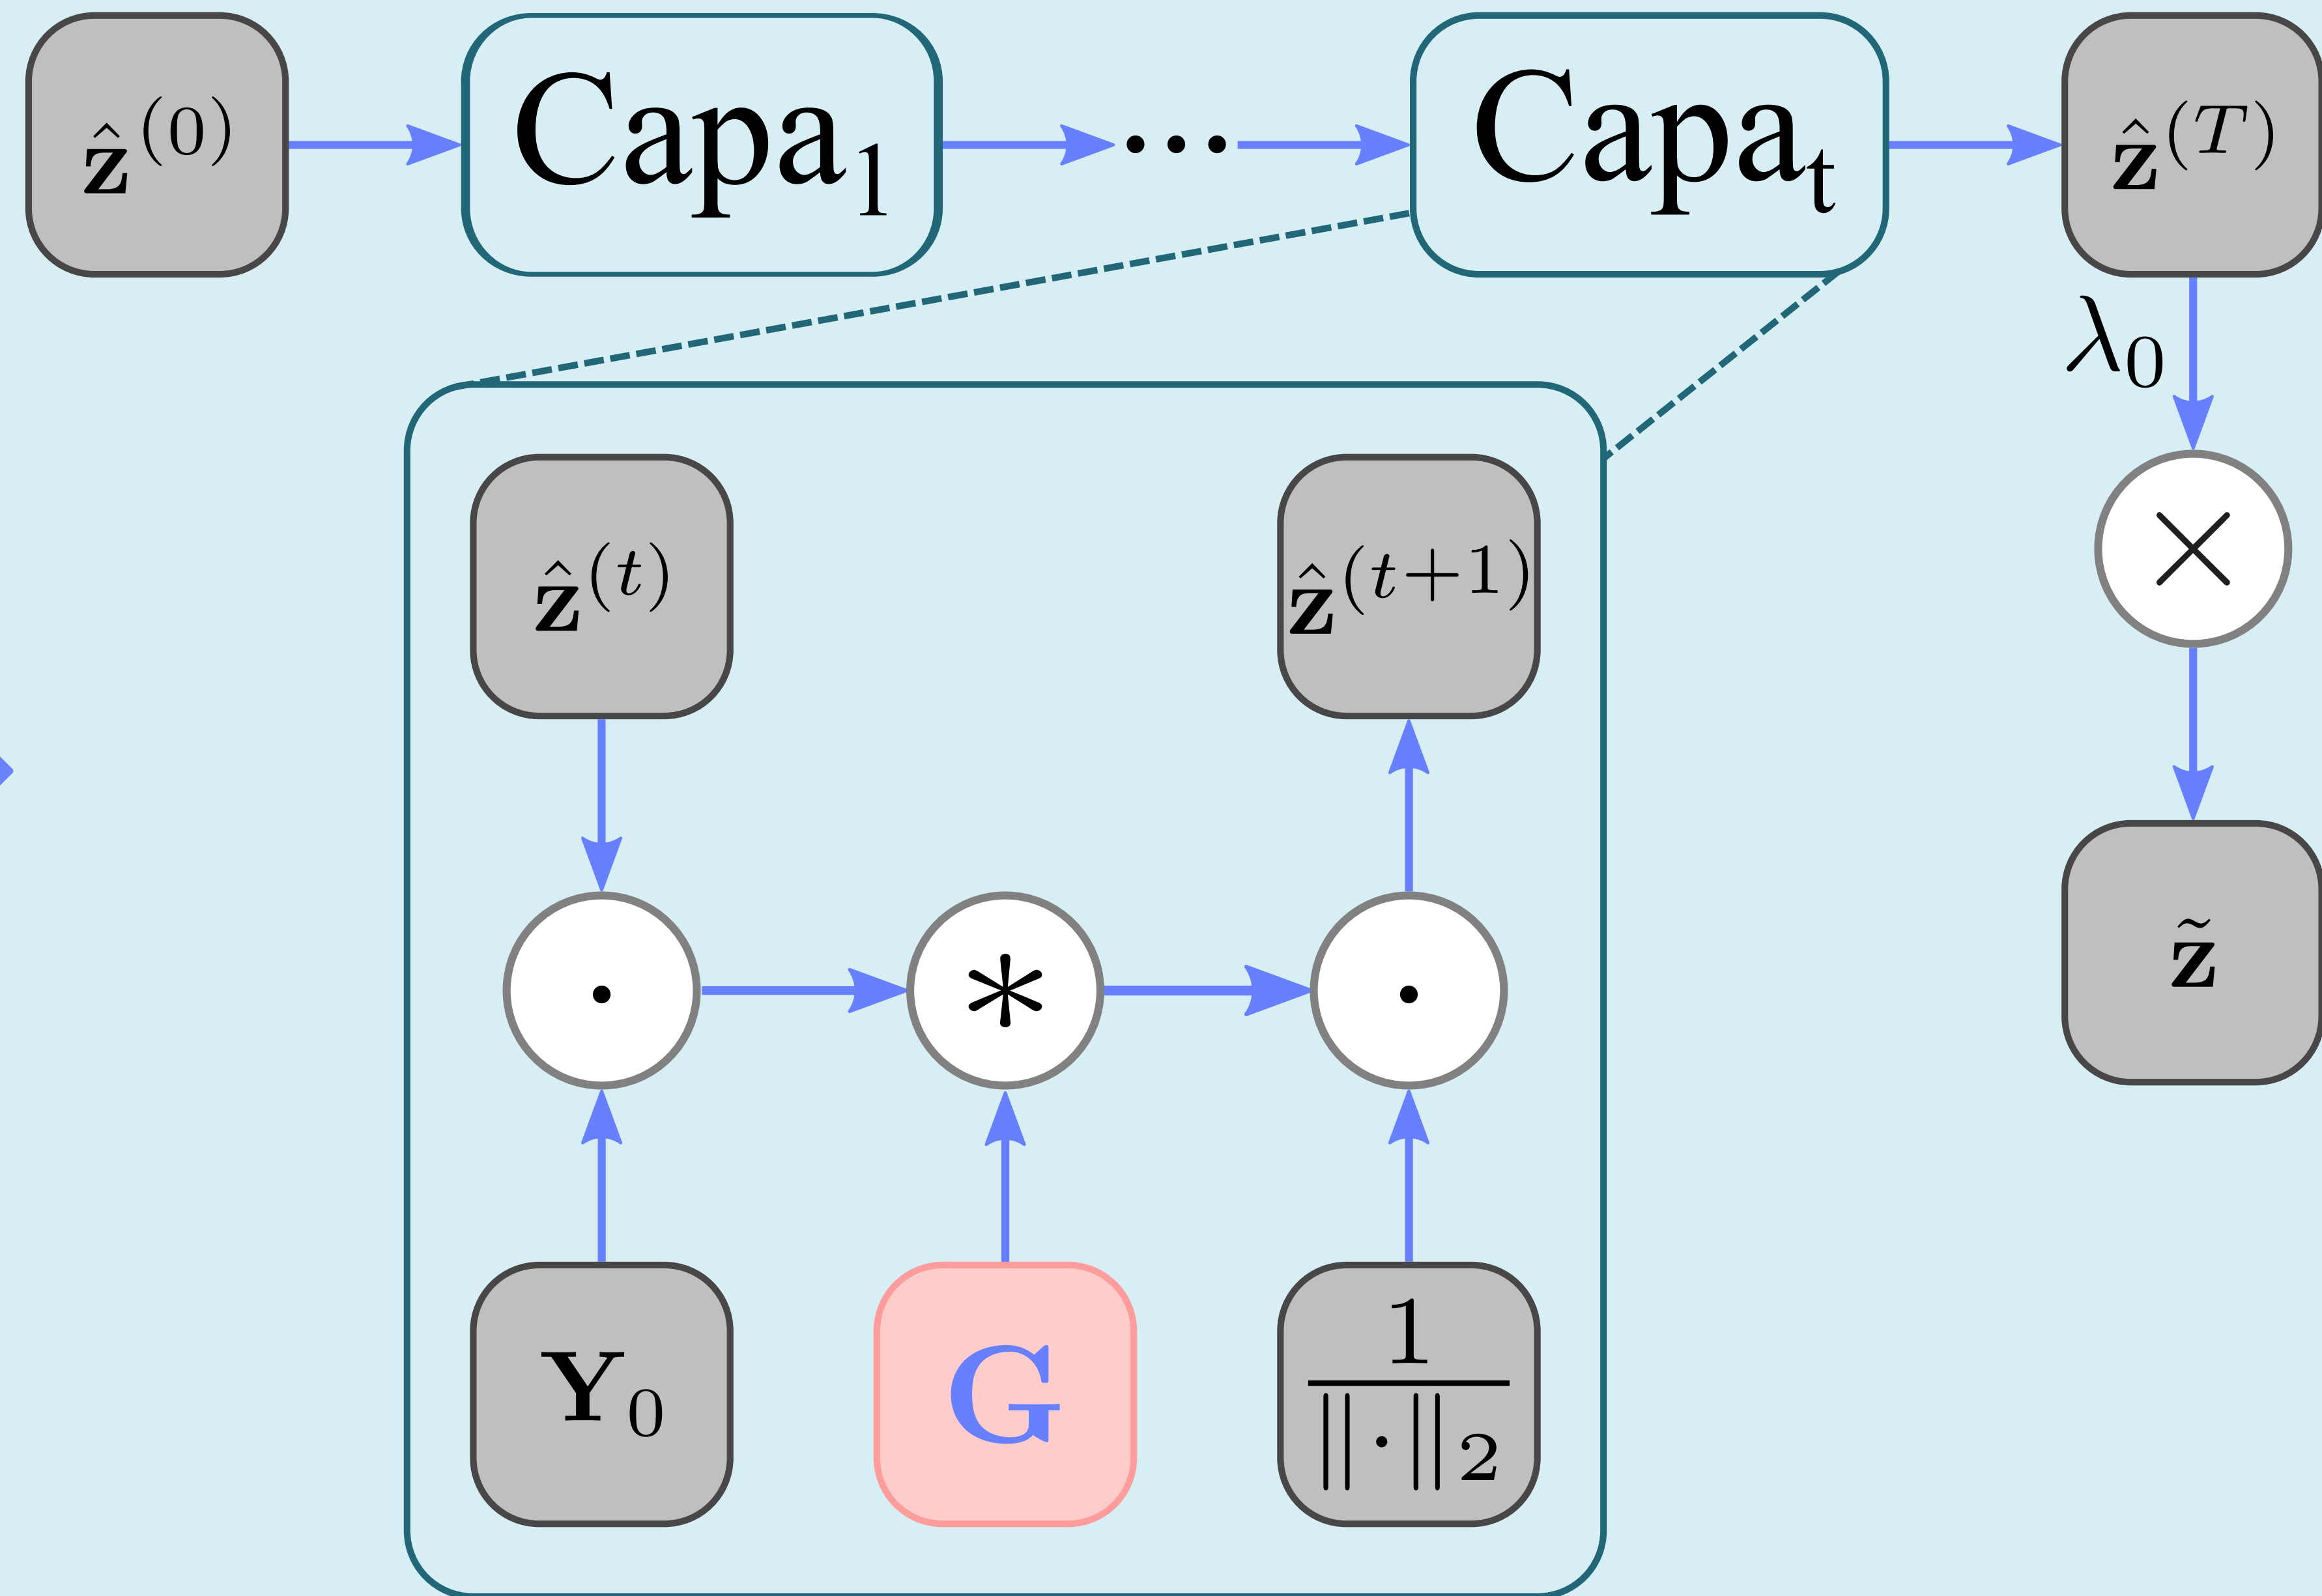 ẑ⁽⁰⁾ Capa₁ ··· Capaₜ ẑ⁽ᵀ⁾
λ₀
ẑ⁽ᵗ⁾ ẑ⁽ᵗ⁺¹⁾ ×
· * · z̃
Y₀ G 1/‖·‖₂